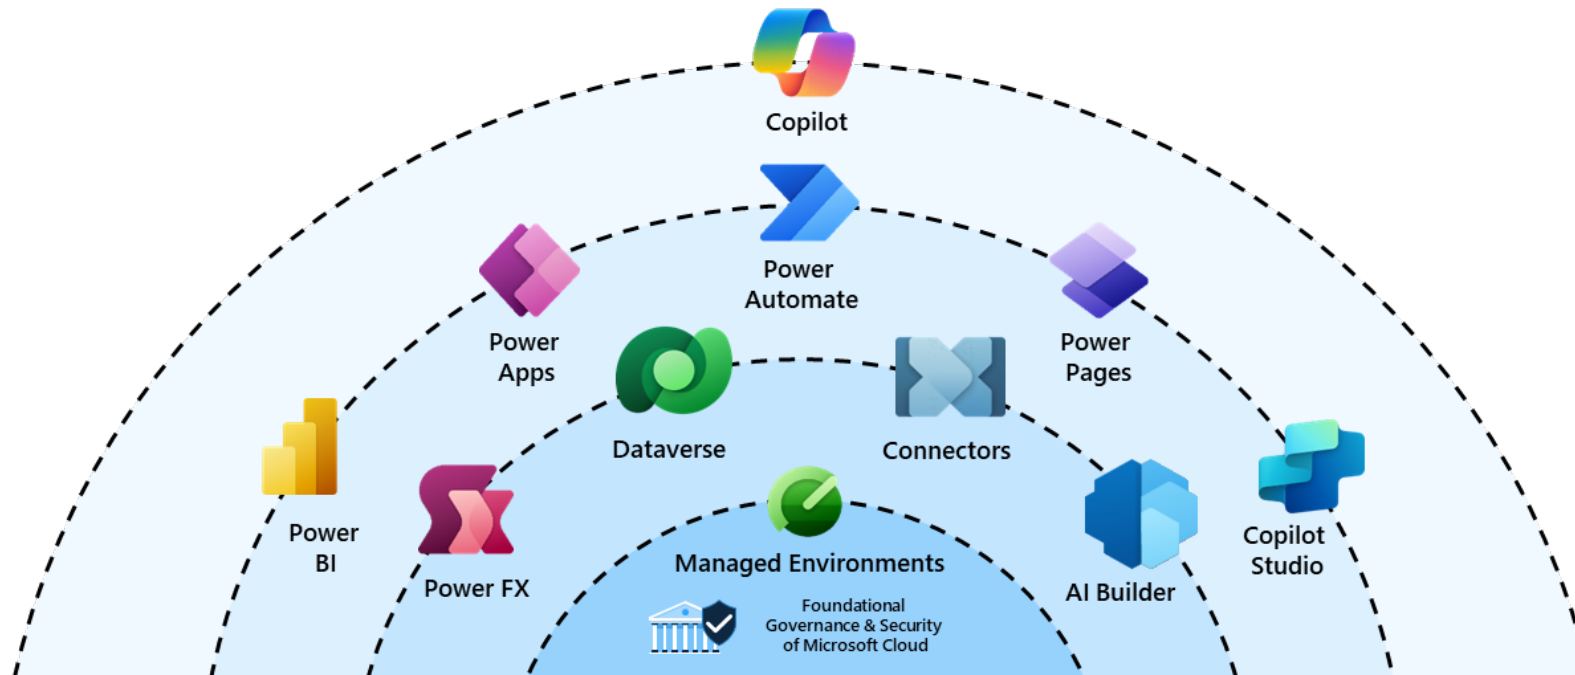 Copilot
Power
Automate
Power
Apps
Power
Pages
Dataverse
Connectors
Power
BI
Copilot
Studio
Power FX
AI Builder
Managed Environments
Foundational
Governance & Security
of Microsoft Cloud